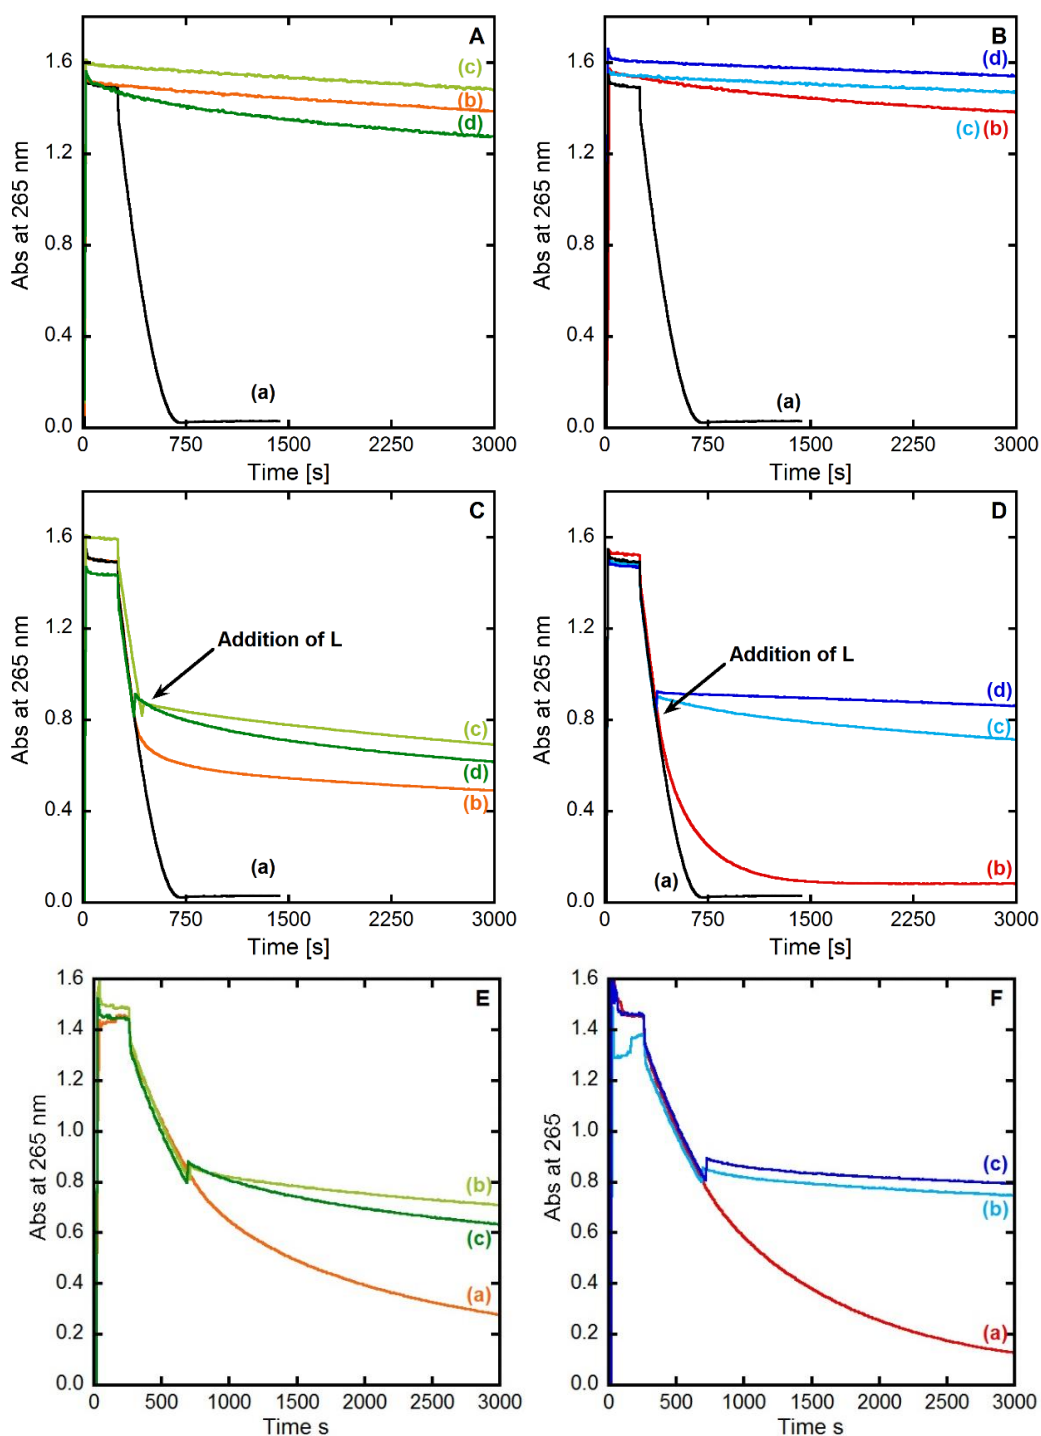 A
(c)
(b)
(d)
(a)
Abs at 265 nm
1.6
1.2
0.8
0.4
0.0
0 750 1500 2250 3000
Time [s]
B
(d)
(c) (b)
(a)
Abs at 265 nm
1.6
1.2
0.8
0.4
0.0
0 750 1500 2250 3000
Time [s]
C
Addition of L
(c)
(d)
(b)
(a)
Abs at 265 nm
1.6
1.2
0.8
0.4
0.0
0 750 1500 2250 3000
Time [s]
D
Addition of L
(d)
(c)
(b)
(a)
Abs at 265 nm
1.6
1.2
0.8
0.4
0.0
0 750 1500 2250 3000
Time [s]
E
(b)
(c)
(a)
Abs at 265 nm
1.6
1.4
1.2
1.0
0.8
0.6
0.4
0.2
0.0
0 500 1000 1500 2000 2500 3000
Time s
F
(c)
(b)
(a)
Abs at 265
1.6
1.4
1.2
1.0
0.8
0.6
0.4
0.2
0.0
0 500 1000 1500 2000 2500 3000
Time s